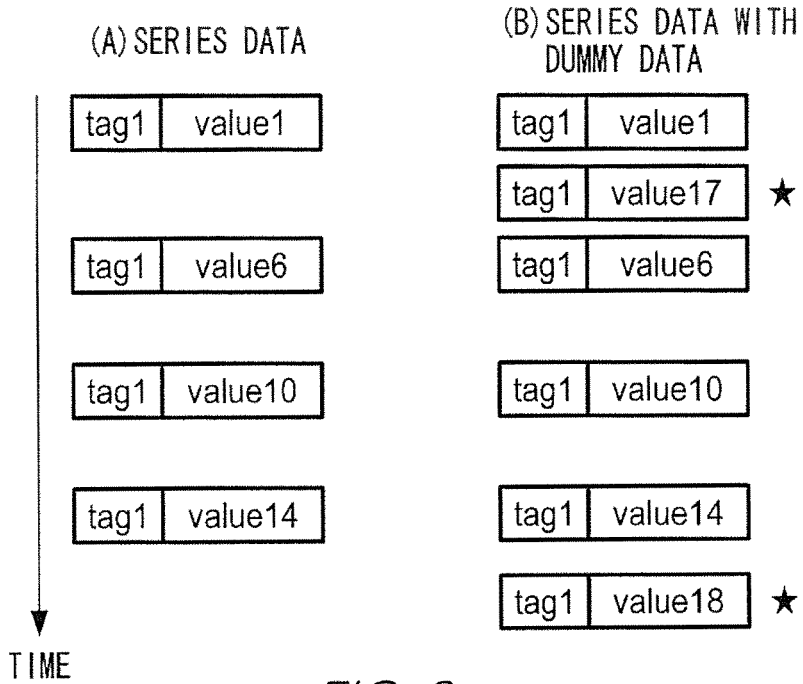 (A) SERIES DATA
(B) SERIES DATA WITH
DUMMY DATA
tag1 value1
tag1 value1
tag1 value17 ★
tag1 value6
tag1 value6
tag1 value10
tag1 value10
tag1 value14
tag1 value14
tag1 value18 ★
TIME